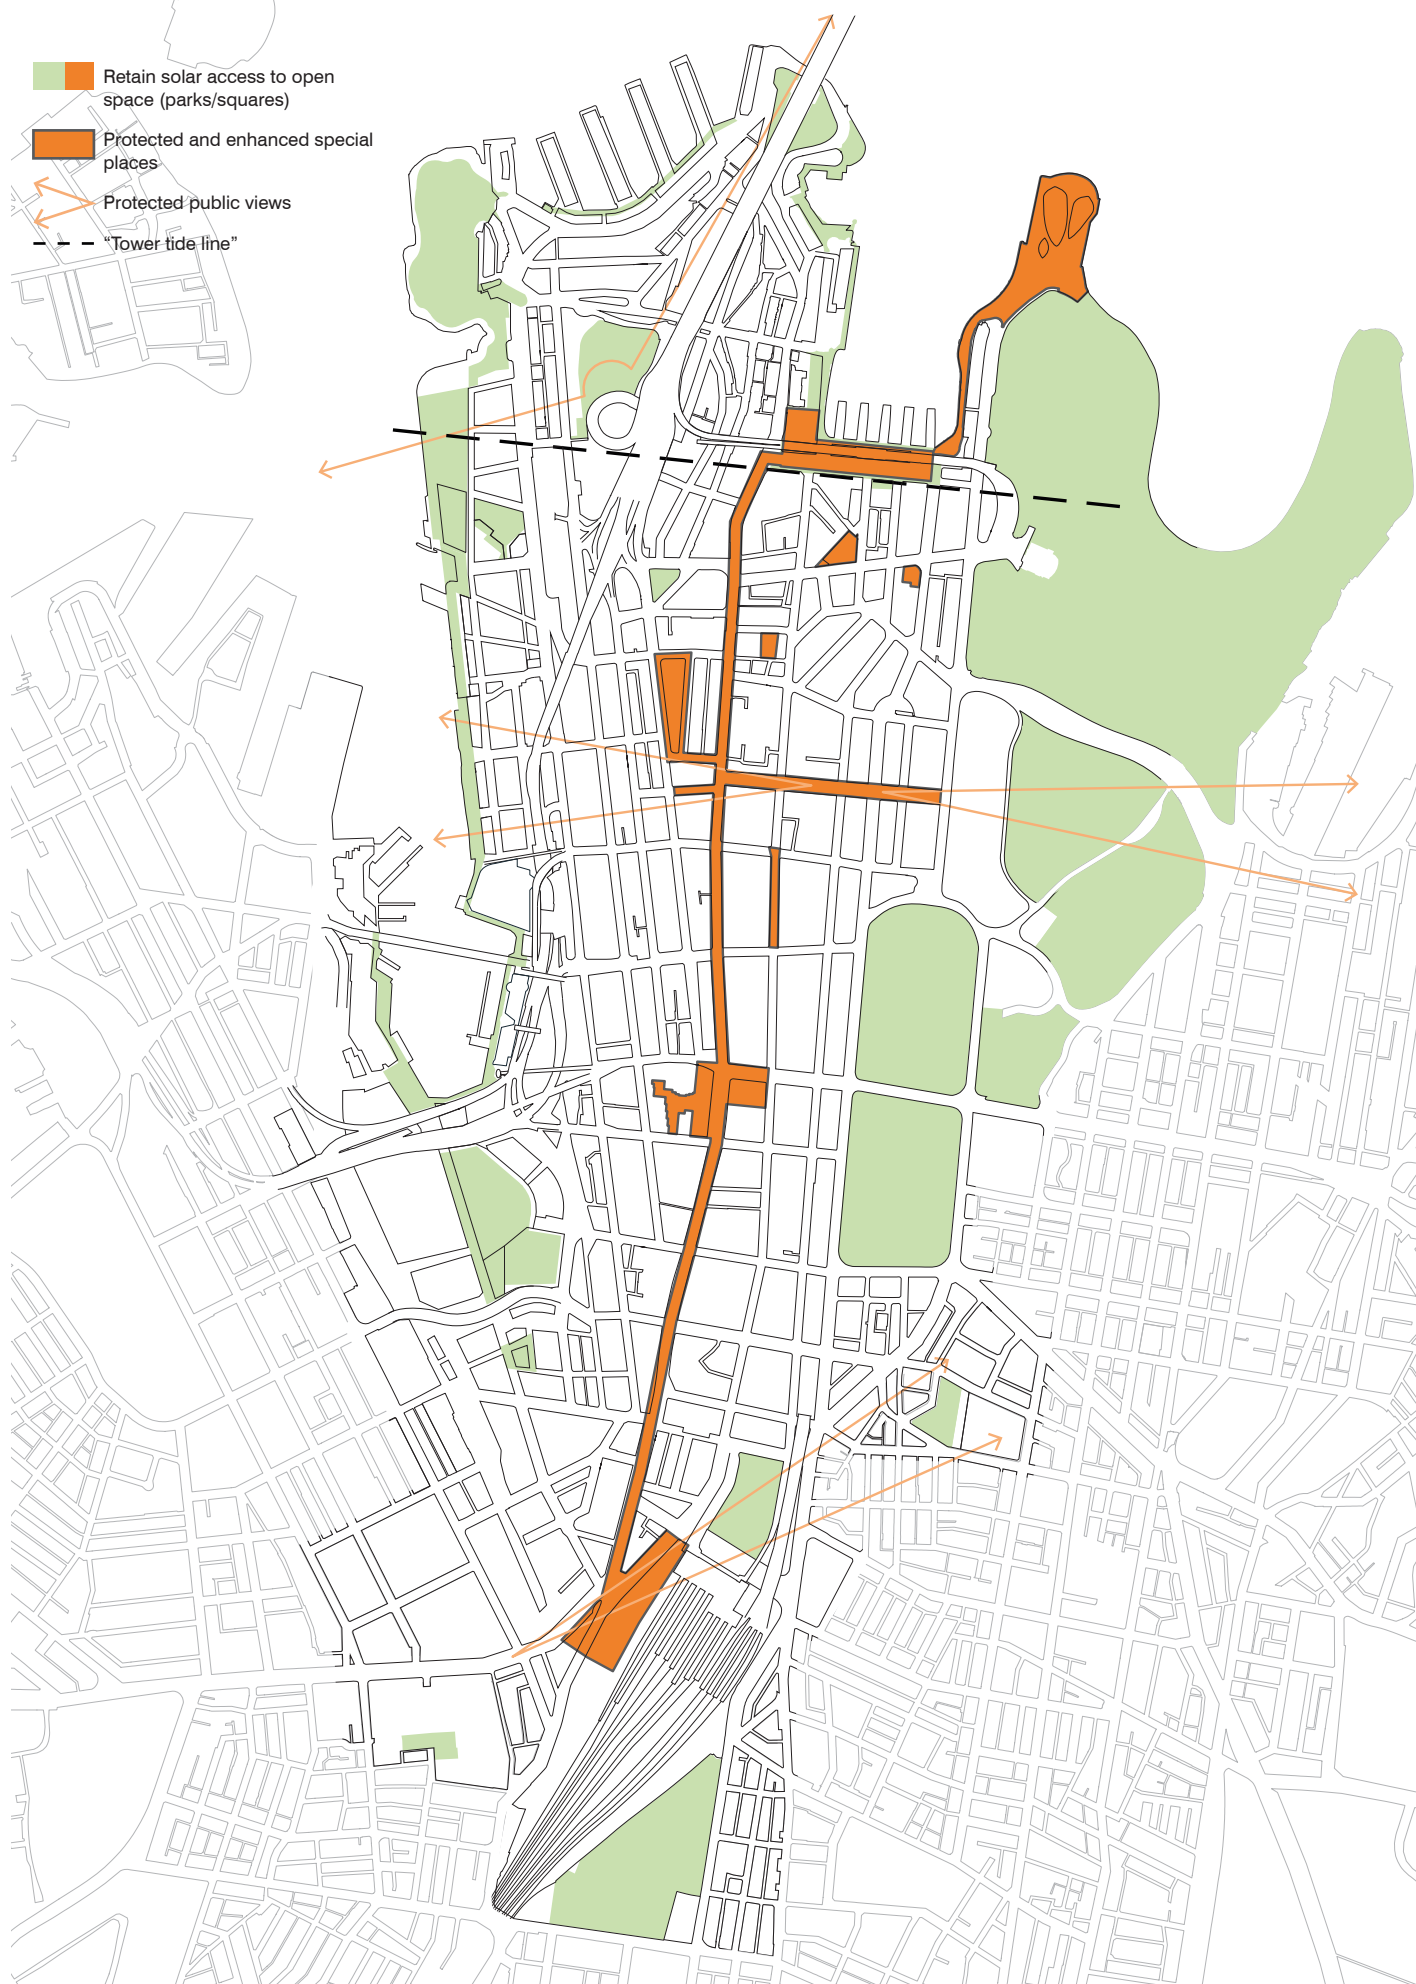 Retain solar access to open
space (parks/squares)
Protected and enhanced special
places
Protected public views
“Tower tide line”